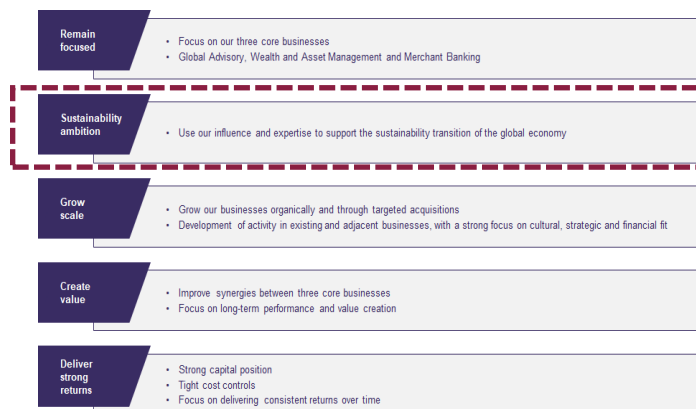 Remain
focused
• Focus on our three core businesses
• Global Advisory, Wealth and Asset Management and Merchant Banking
Sustainability
ambition
• Use our influence and expertise to support the sustainability transition of the global economy
Grow
scale
• Grow our businesses organically and through targeted acquisitions
• Development of activity in existing and adjacent businesses, with a strong focus on cultural, strategic and financial fit
Create
value
• Improve synergies between three core businesses
• Focus on long-term performance and value creation
Deliver
strong
returns
• Strong capital position
• Tight cost controls
• Focus on delivering consistent returns over time